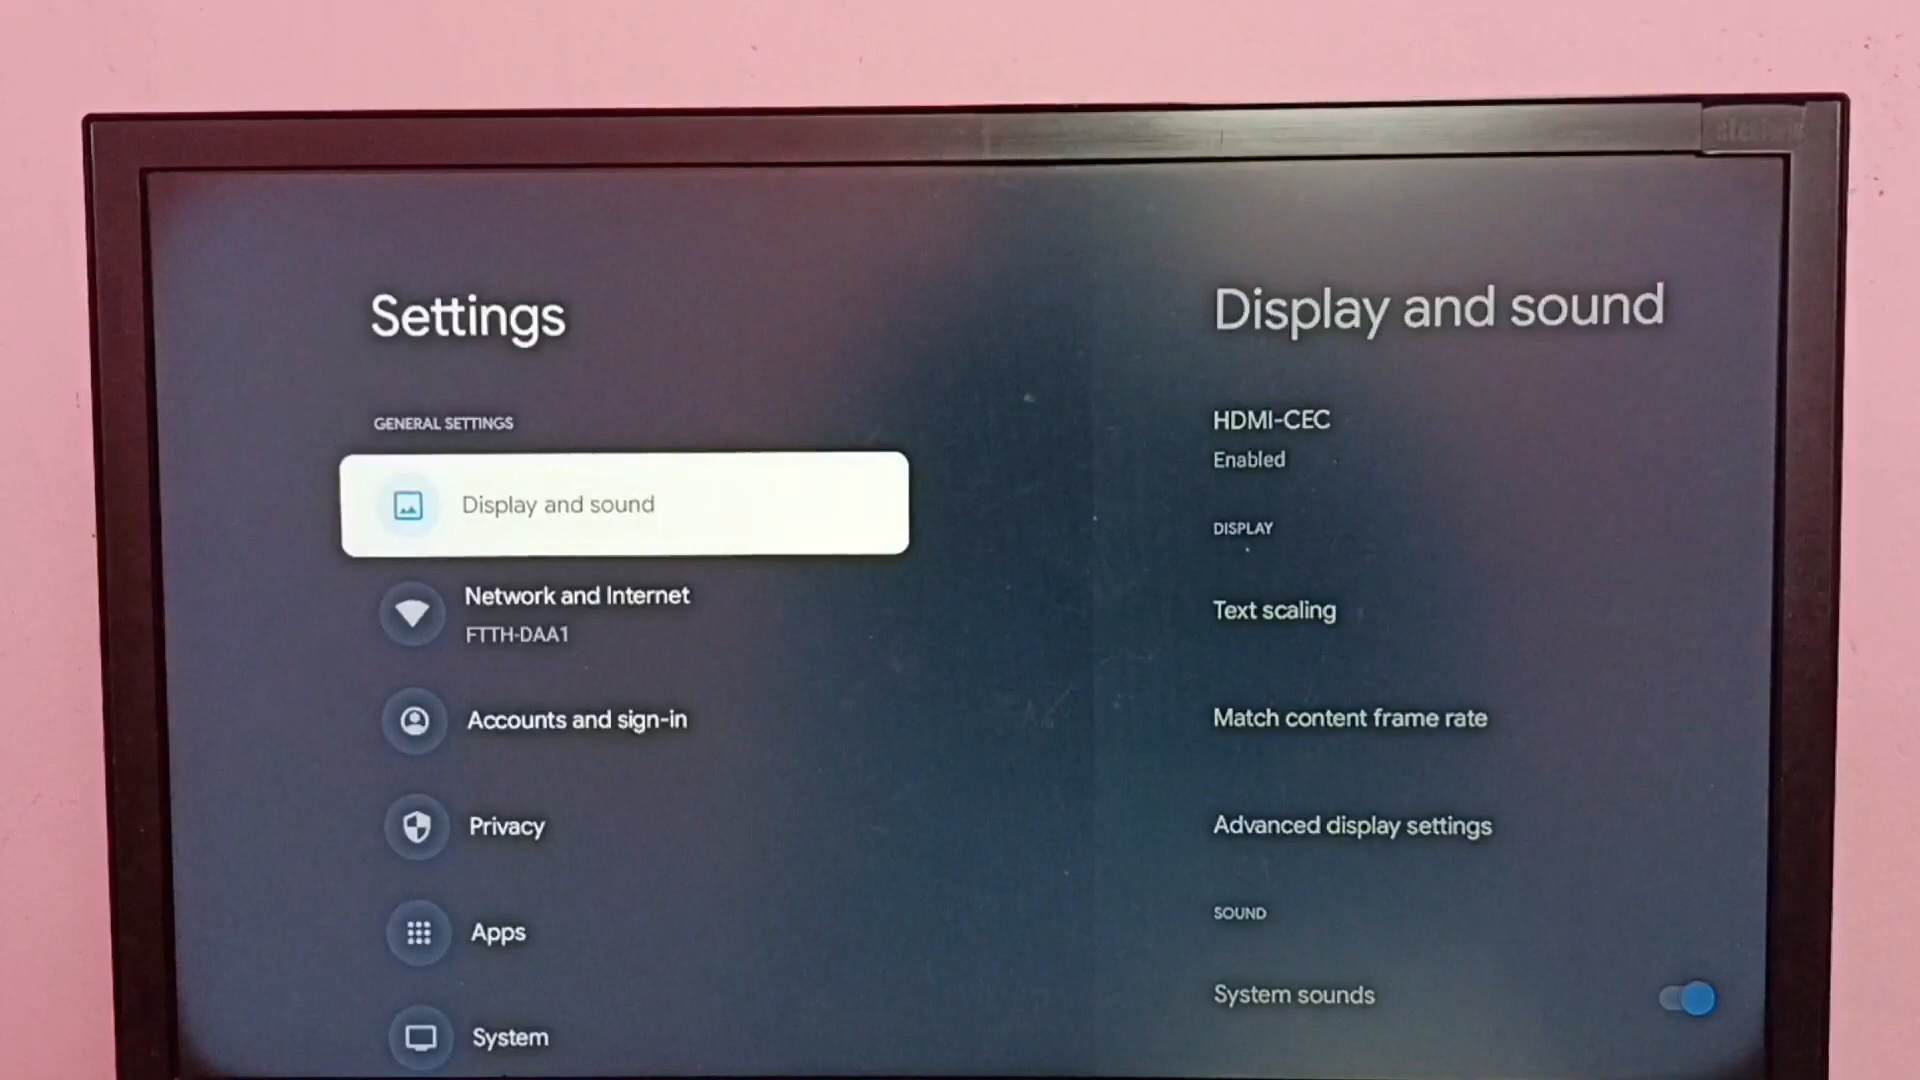 Settings
GENERAL SETTINGS
Display and sound
Network and Internet
FTTH-DAA1
Accounts and sign-in
Privacy
Apps
System
Display and sound
HDMI-CEC
Enabled
DISPLAY
Text scaling
Match content frame rate
Advanced display settings
SOUND
System sounds